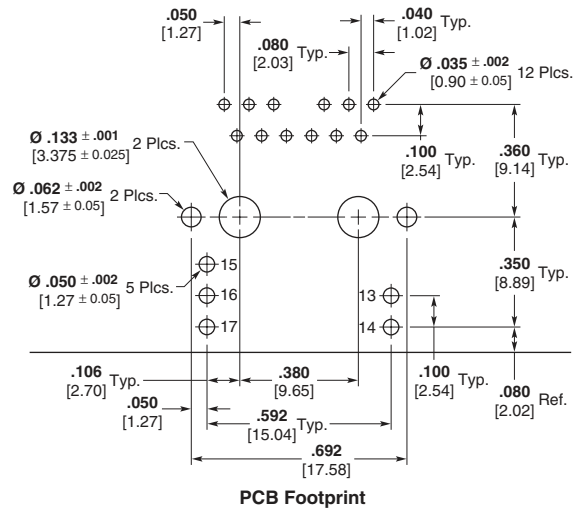 .050
[1.27]
.040
[1.02] Typ.
.080
[2.03] Typ.
Ø .035 ± .002
[0.90 ± 0.05] 12 Plcs.
Ø .133 ± .001
[3.375 ± 0.025] 2 Plcs.
.100
[2.54] Typ.
.360
[9.14] Typ.
Ø .062 ± .002
[1.57 ± 0.05] 2 Plcs.
Ø .050 ± .002
[1.27 ± 0.05] 5 Plcs.
15
16
17
13
14
.350
[8.89] Typ.
.106
[2.70] Typ.
.380
[9.65]
.100
[2.54] Typ.
.080
[2.02] Ref.
.050
[1.27]
.592
[15.04] Typ.
.692
[17.58]
PCB Footprint